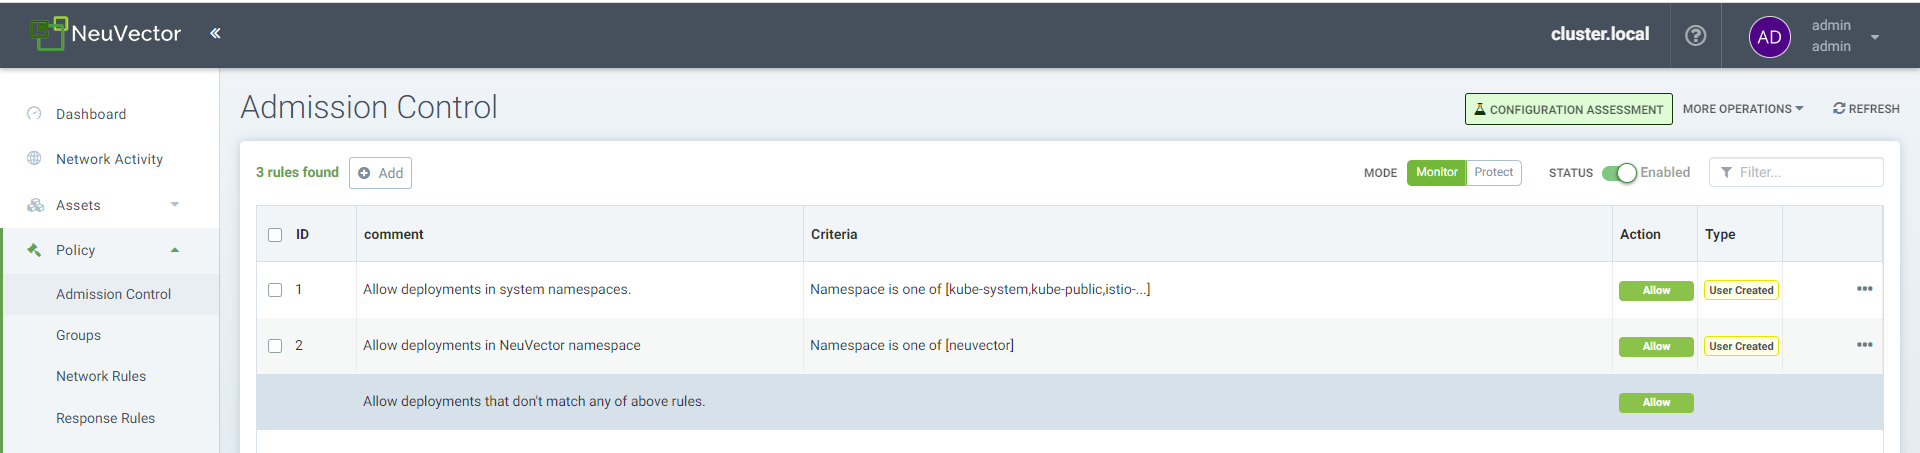 NeuVector «
cluster.local
?
AD
admin
admin
Dashboard
Network Activity
Assets
Policy
Admission Control
Groups
Network Rules
Response Rules
Admission Control
CONFIGURATION ASSESSMENT
MORE OPERATIONS
REFRESH
3 rules found
Add
MODE Monitor Protect
STATUS Enabled
Filter...
ID comment Criteria Action Type
1 Allow deployments in system namespaces. Namespace is one of [kube-system,kube-public,istio-...] Allow User Created •••
2 Allow deployments in NeuVector namespace Namespace is one of [neuvector] Allow User Created •••
Allow deployments that don't match any of above rules. Allow